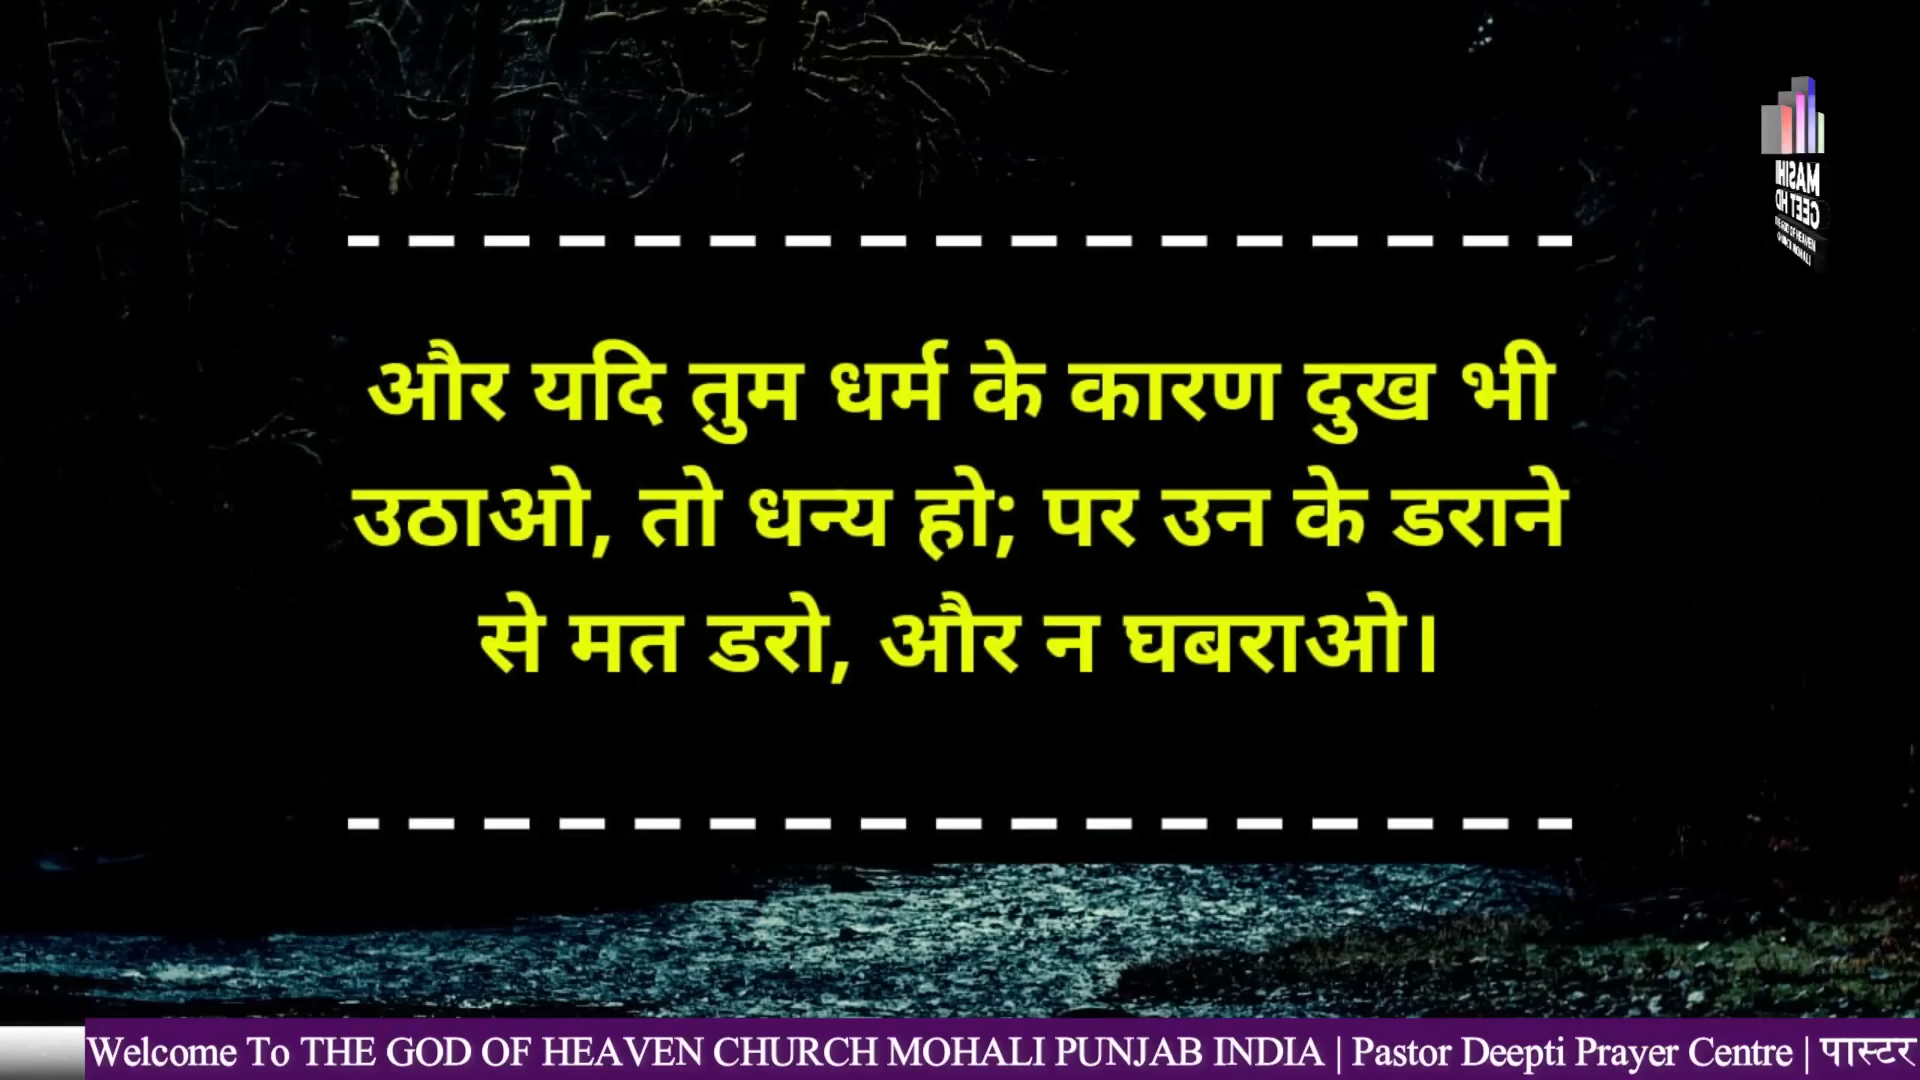 MASIHI
GEET HD
और यदि तुम धर्म के कारण दुख भी
उठाओ, तो धन्य हो; पर उन के डराने
से मत डरो, और न घबराओ।
Welcome To THE GOD OF HEAVEN CHURCH MOHALI PUNJAB INDIA | Pastor Deepti Prayer Centre | पास्टर